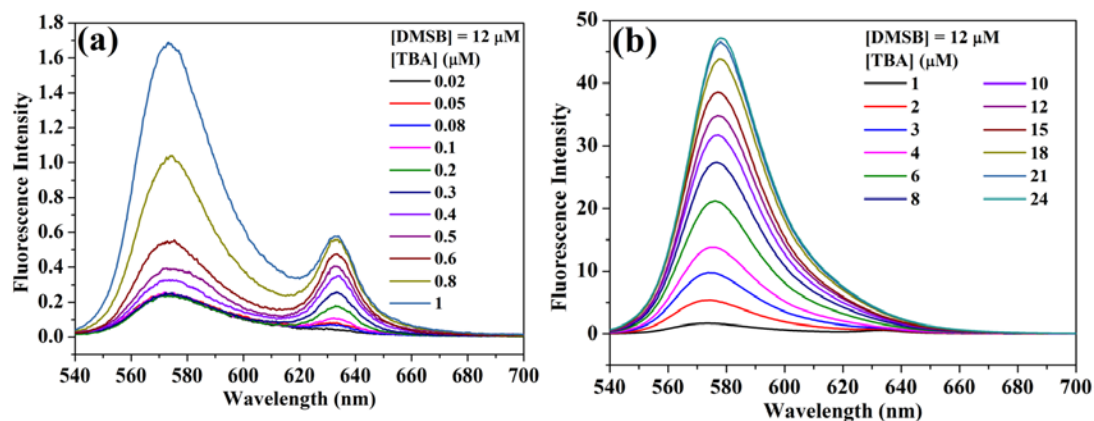 (a)
[DMSB] = 12 μM
[TBA] (μM)
0.02
0.05
0.08
0.1
0.2
0.3
0.4
0.5
0.6
0.8
1
1.8
1.6
1.4
1.2
1.0
0.8
0.6
0.4
0.2
0.0
Fluorescence Intensity
540 560 580 600 620 640 660 680 700
Wavelength (nm)
(b)
[DMSB] = 12 μM
[TBA] (μM)
1 10
2 12
3 15
4 18
6 21
8 24
50
40
30
20
10
0
Fluorescence Intensity
540 560 580 600 620 640 660 680 700
Wavelength (nm)